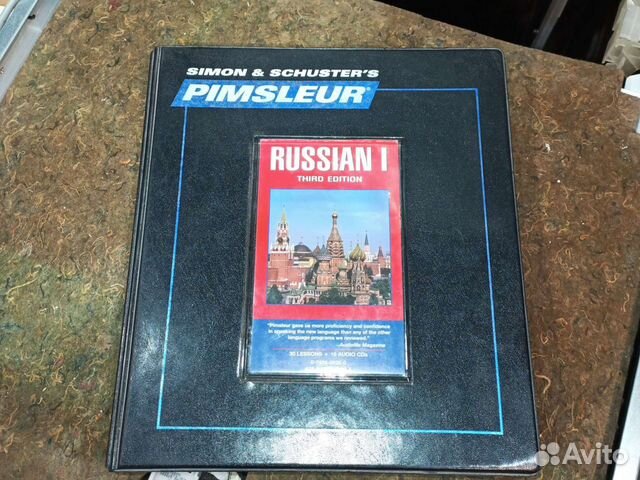 SIMON & SCHUSTER'S
PIMSLEUR®
RUSSIAN I
THIRD EDITION
"Pimsleur gave us more proficiency and confidence
in speaking the new language than any of the other
language programs we reviewed."
-Audiofile Magazine
30 LESSONS • 16 AUDIO CDs
Avito